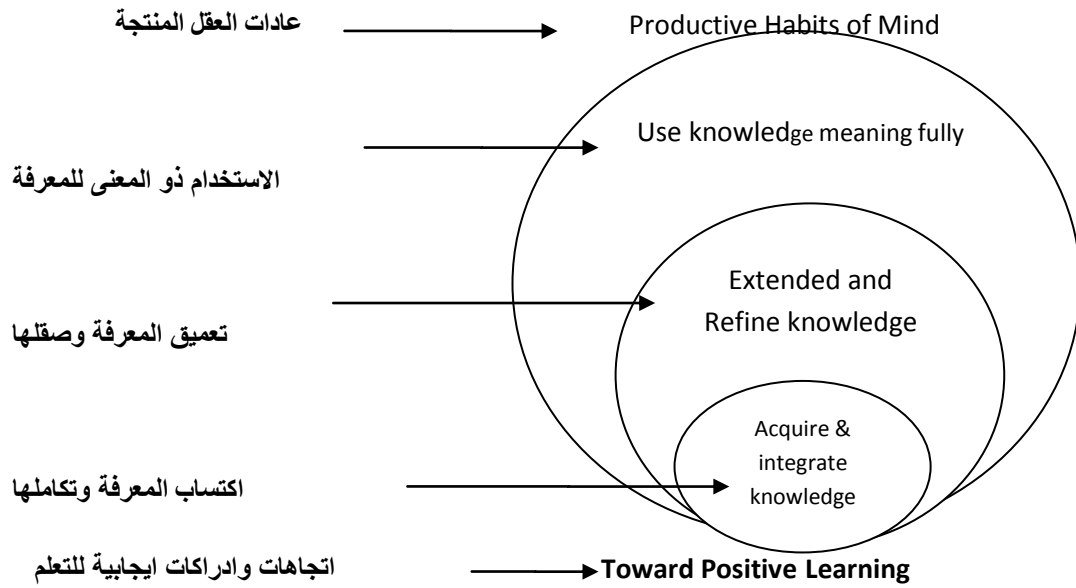 عادات العقل المنتجة
Productive Habits of Mind
Use knowledge meaning fully
الاستخدام ذو المعنى للمعرفة
Extended and
Refine knowledge
تعميق المعرفة وصقلها
Acquire &
integrate
knowledge
اكتساب المعرفة وتكاملها
اتجاهات وادراكات ايجابية للتعلم
Toward Positive Learning